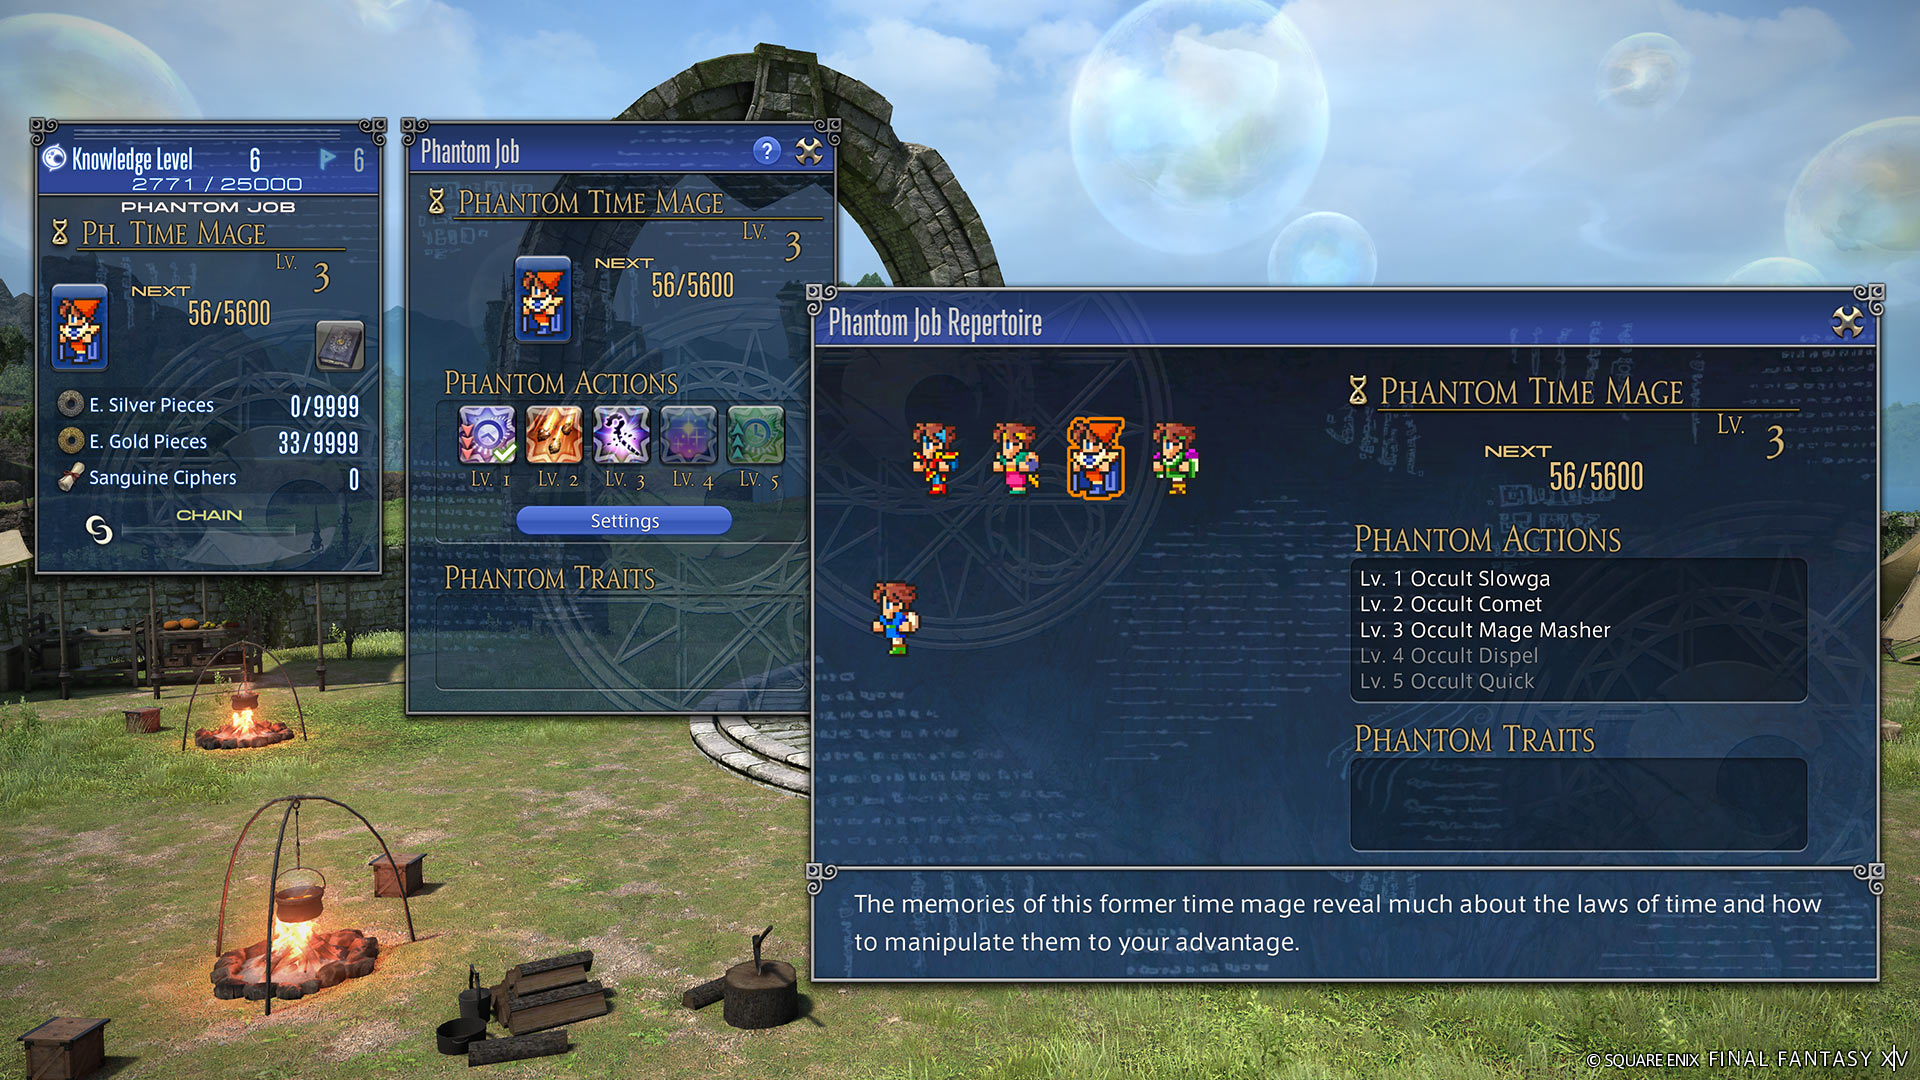 Knowledge Level 6 6
2771 / 25000
PHANTOM JOB
PH. TIME MAGE
LV. 3
NEXT
56/5600
E. Silver Pieces 0/9999
E. Gold Pieces 33/9999
Sanguine Ciphers 0
CHAIN
Phantom Job ?
PHANTOM TIME MAGE
LV. 3
NEXT
56/5600
PHANTOM ACTIONS
LV. 1 LV. 2 LV. 3 LV. 4 LV. 5
Settings
PHANTOM TRAITS
Phantom Job Repertoire
PHANTOM TIME MAGE
LV. 3
NEXT
56/5600
PHANTOM ACTIONS
Lv. 1 Occult Slowga
Lv. 2 Occult Comet
Lv. 3 Occult Mage Masher
Lv. 4 Occult Dispel
Lv. 5 Occult Quick
PHANTOM TRAITS
The memories of this former time mage reveal much about the laws of time and how
to manipulate them to your advantage.
© SQUARE ENIX FINAL FANTASY XIV